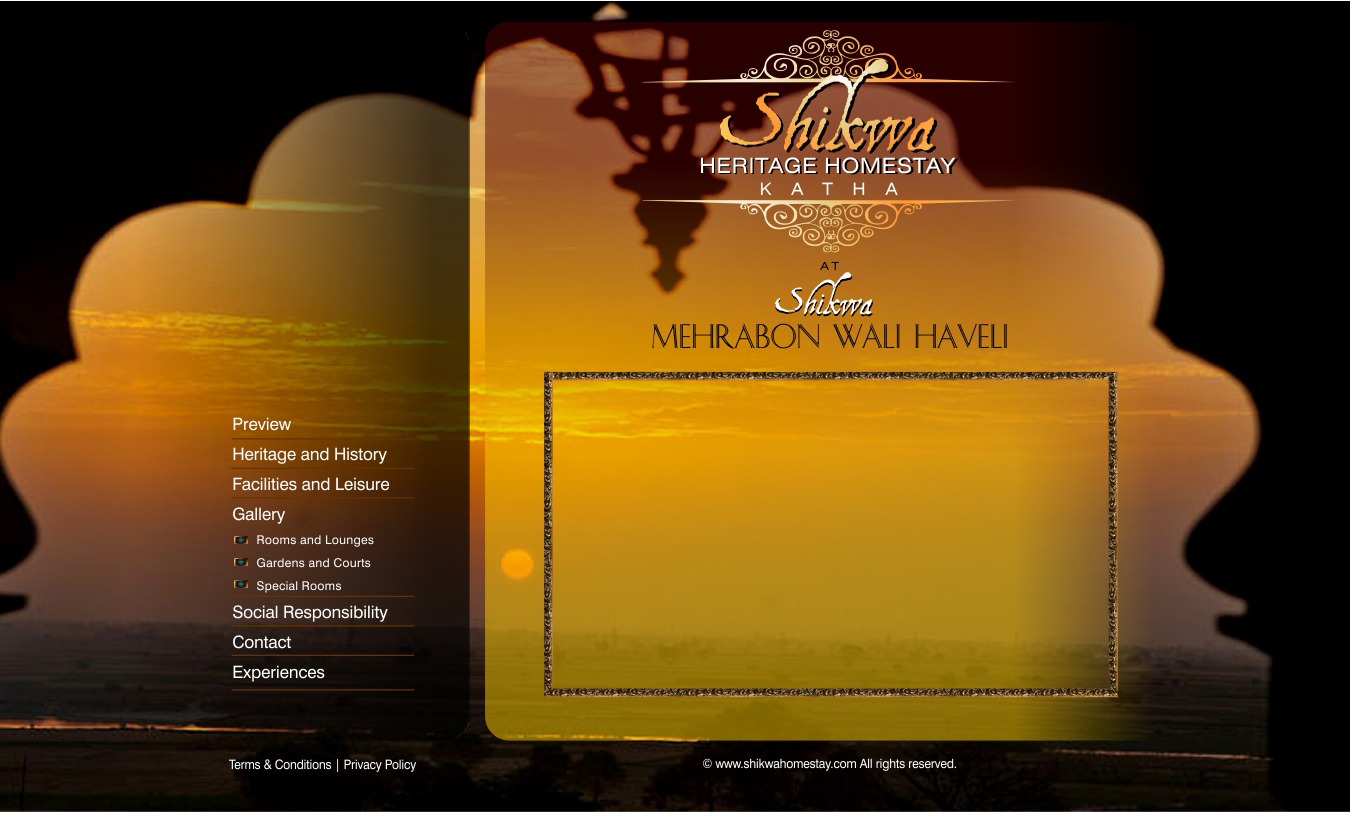 Shikwa
HERITAGE HOMESTAY
KATHA
AT
Shikwa
MEHRABON WALI HAVELI
Preview
Heritage and History
Facilities and Leisure
Gallery
Rooms and Lounges
Gardens and Courts
Special Rooms
Social Responsibility
Contact
Experiences
Terms & Conditions | Privacy Policy
© www.shikwahomestay.com All rights reserved.